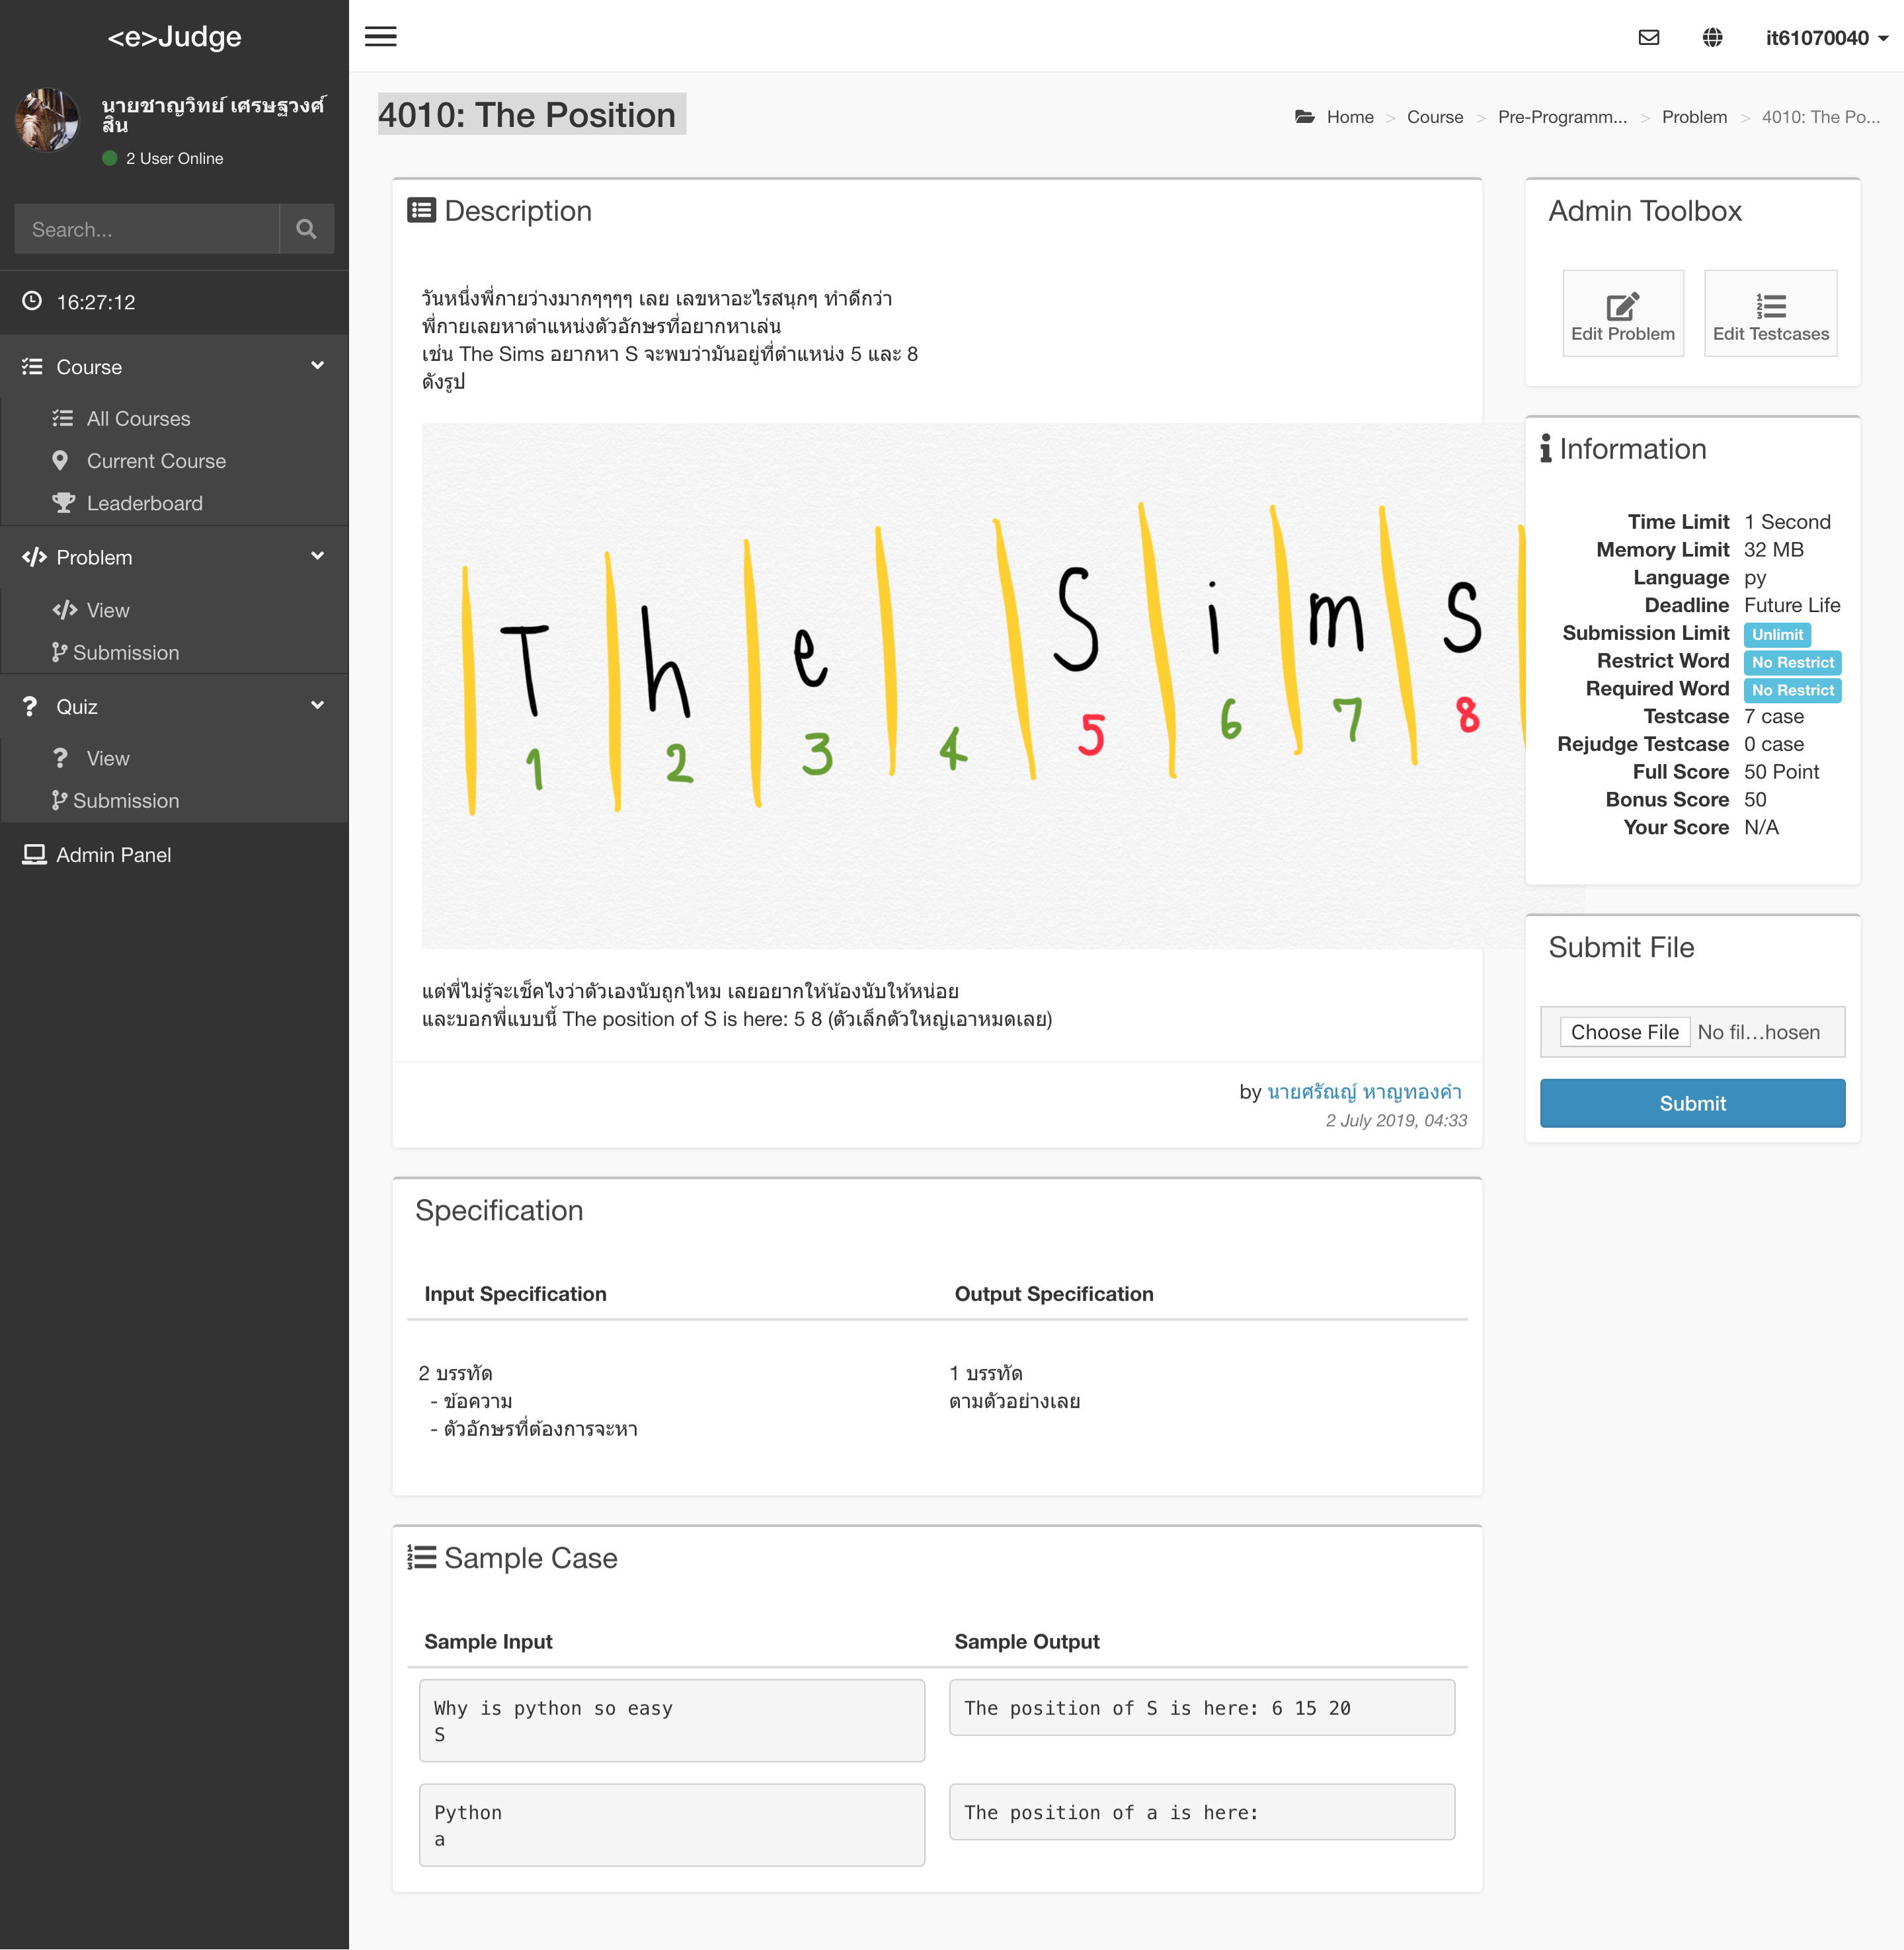 <e>Judge
it61070040
นายชาญวิทย์ เศรษฐวงศ์
สิน
2 User Online
Search...
16:27:12
Course
All Courses
Current Course
Leaderboard
Problem
View
Submission
Quiz
View
Submission
Admin Panel
4010: The Position
Home > Course > Pre-Programm... > Problem > 4010: The Po...
Description
วันหนึ่งพี่กายว่างมากๆๆๆๆ เลย เลขหาอะไรสนุกๆ ทำดีกว่า
พี่กายเลยหาตำแหน่งตัวอักษรที่อยากหาเล่น
เช่น The Sims อยากหา S จะพบว่ามันอยู่ที่ตำแหน่ง 5 และ 8
ดังรูป
T h e S i m s
1 2 3 4 5 6 7 8
แต่พี่ไม่รู้จะเช็คไงว่าตัวเองนับถูกไหม เลยอยากให้น้องนับให้หน่อย
และบอกพี่แบบนี้ The position of S is here: 5 8 (ตัวเล็กตัวใหญ่เอาหมดเลย)
by นายศรัณญ์ หาญทองคำ
2 July 2019, 04:33
Specification
Input Specification
Output Specification
2 บรรทัด
- ข้อความ
- ตัวอักษรที่ต้องการจะหา
1 บรรทัด
ตามตัวอย่างเลย
Sample Case
Sample Input
Sample Output
Why is python so easy
S
The position of S is here: 6 15 20
Python
a
The position of a is here:
Admin Toolbox
Edit Problem
Edit Testcases
Information
Time Limit 1 Second
Memory Limit 32 MB
Language py
Deadline Future Life
Submission Limit Unlimit
Restrict Word No Restrict
Required Word No Restrict
Testcase 7 case
Rejudge Testcase 0 case
Full Score 50 Point
Bonus Score 50
Your Score N/A
Submit File
Choose File No fil...hosen
Submit